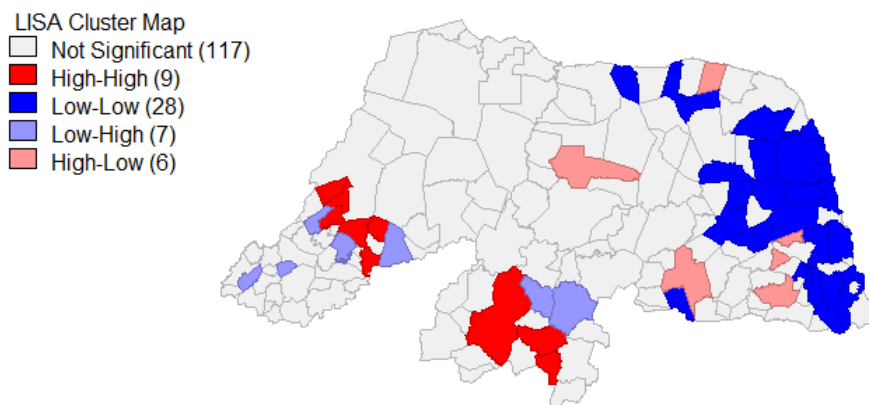 LISA Cluster Map
Not Significant (117)
High-High (9)
Low-Low (28)
Low-High (7)
High-Low (6)